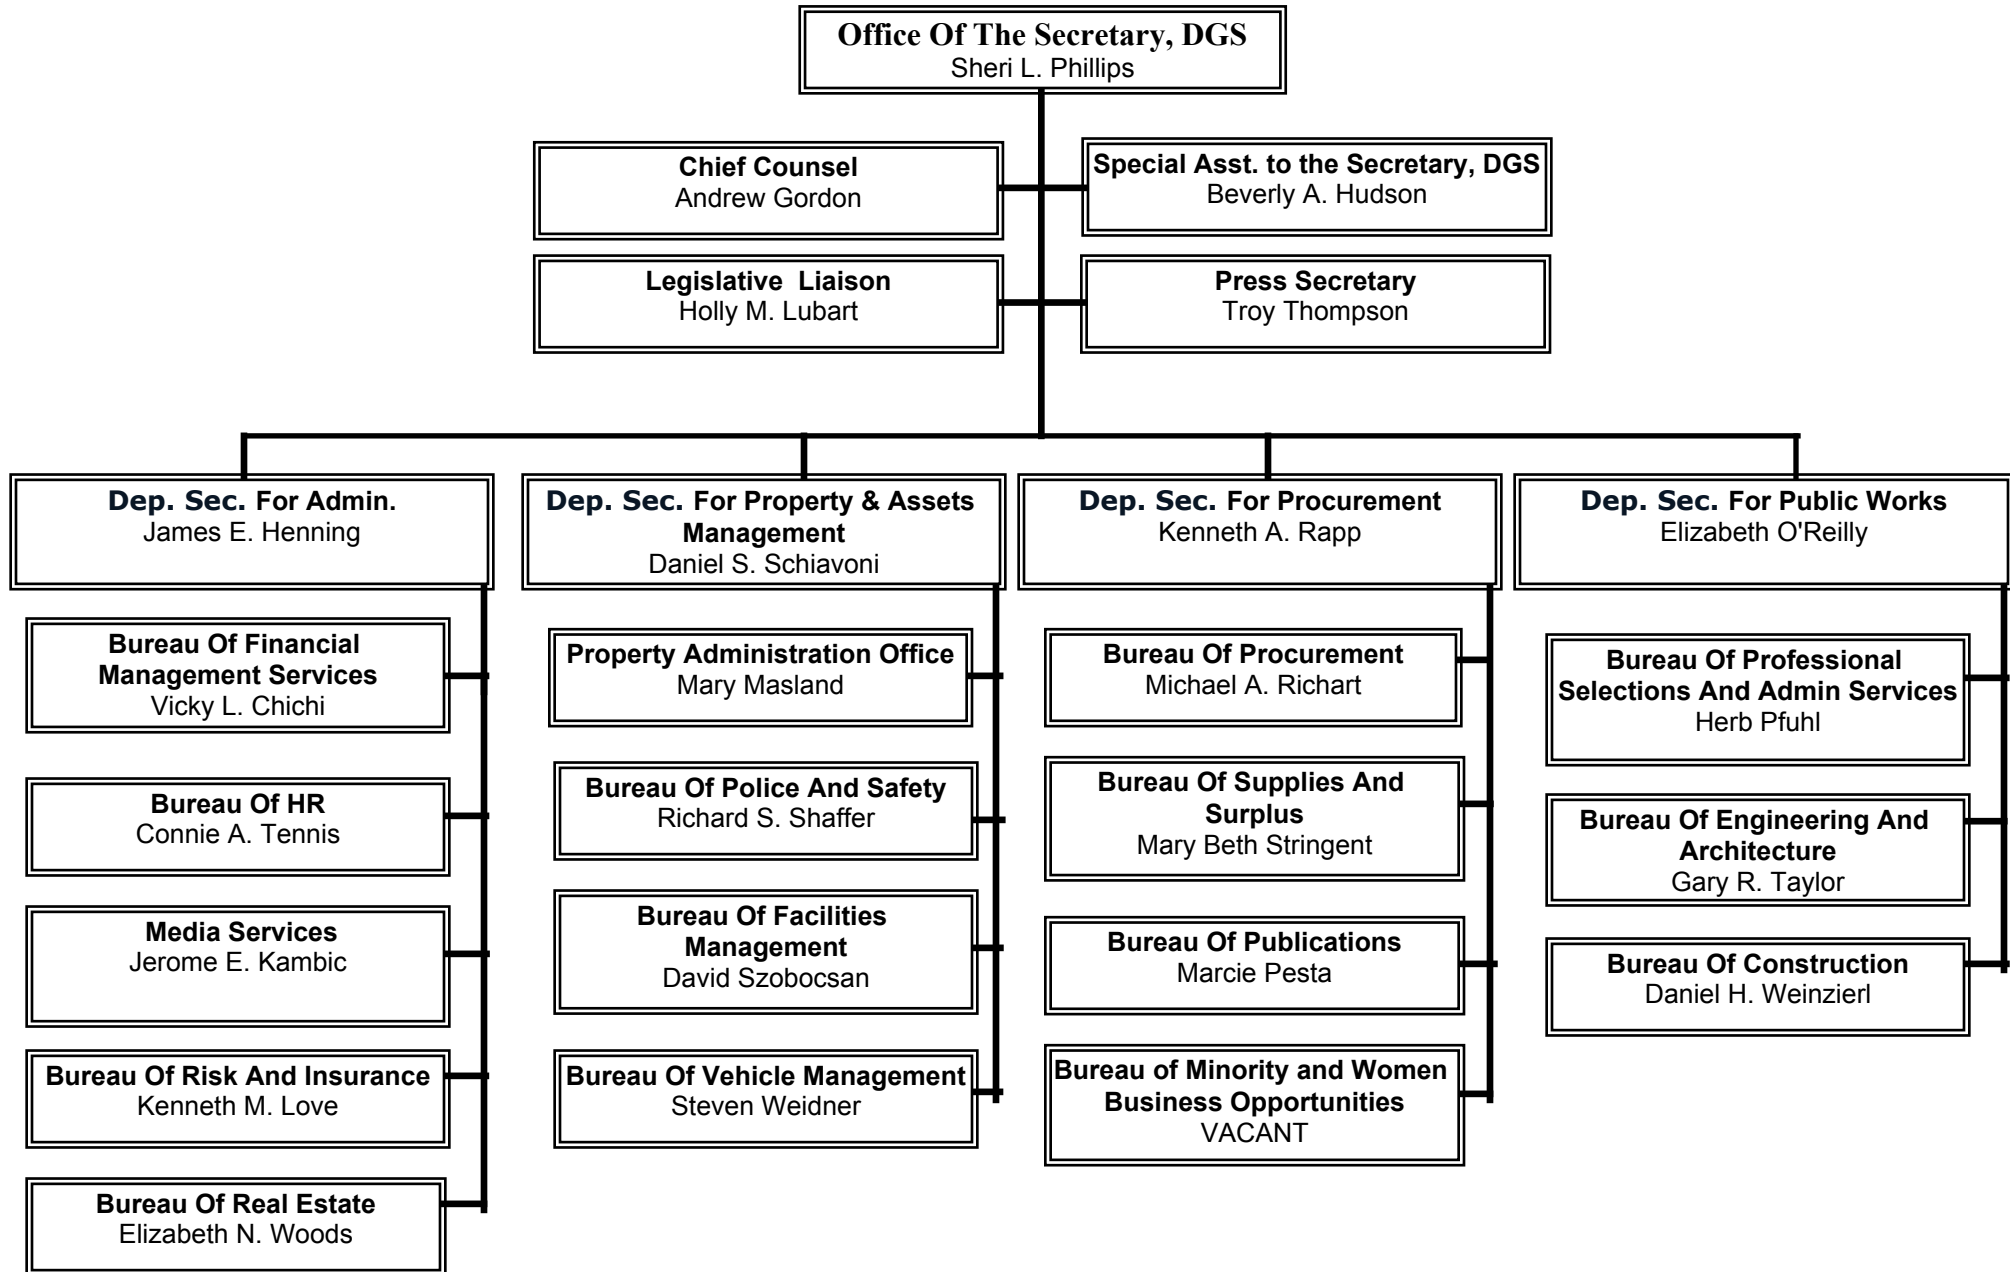 Office Of The Secretary, DGS
Sheri L. Phillips
Chief Counsel
Andrew Gordon
Special Asst. to the Secretary, DGS
Beverly A. Hudson
Legislative  Liaison
Holly M. Lubart
Press Secretary
Troy Thompson
Dep. Sec. For Admin.
James E. Henning
Bureau Of Financial
Management Services
Vicky L. Chichi
Bureau Of HR
Connie A. Tennis
Media Services
Jerome E. Kambic
Bureau Of Risk And Insurance
Kenneth M. Love
Bureau Of Real Estate
Elizabeth N. Woods
Dep. Sec. For Property & Assets
Management
Daniel S. Schiavoni
Property Administration Office
Mary Masland
Bureau Of Police And Safety
Richard S. Shaffer
Bureau Of Facilities
Management
David Szobocsan
Bureau Of Vehicle Management
Steven Weidner
Dep. Sec. For Procurement
Kenneth A. Rapp
Bureau Of Procurement
Michael A. Richart
Bureau Of Supplies And
Surplus
Mary Beth Stringent
Bureau Of Publications
Marcie Pesta
Bureau of Minority and Women
Business Opportunities
VACANT
Dep. Sec. For Public Works
Elizabeth O'Reilly
Bureau Of Professional
Selections And Admin Services
Herb Pfuhl
Bureau Of Engineering And
Architecture
Gary R. Taylor
Bureau Of Construction
Daniel H. Weinzierl